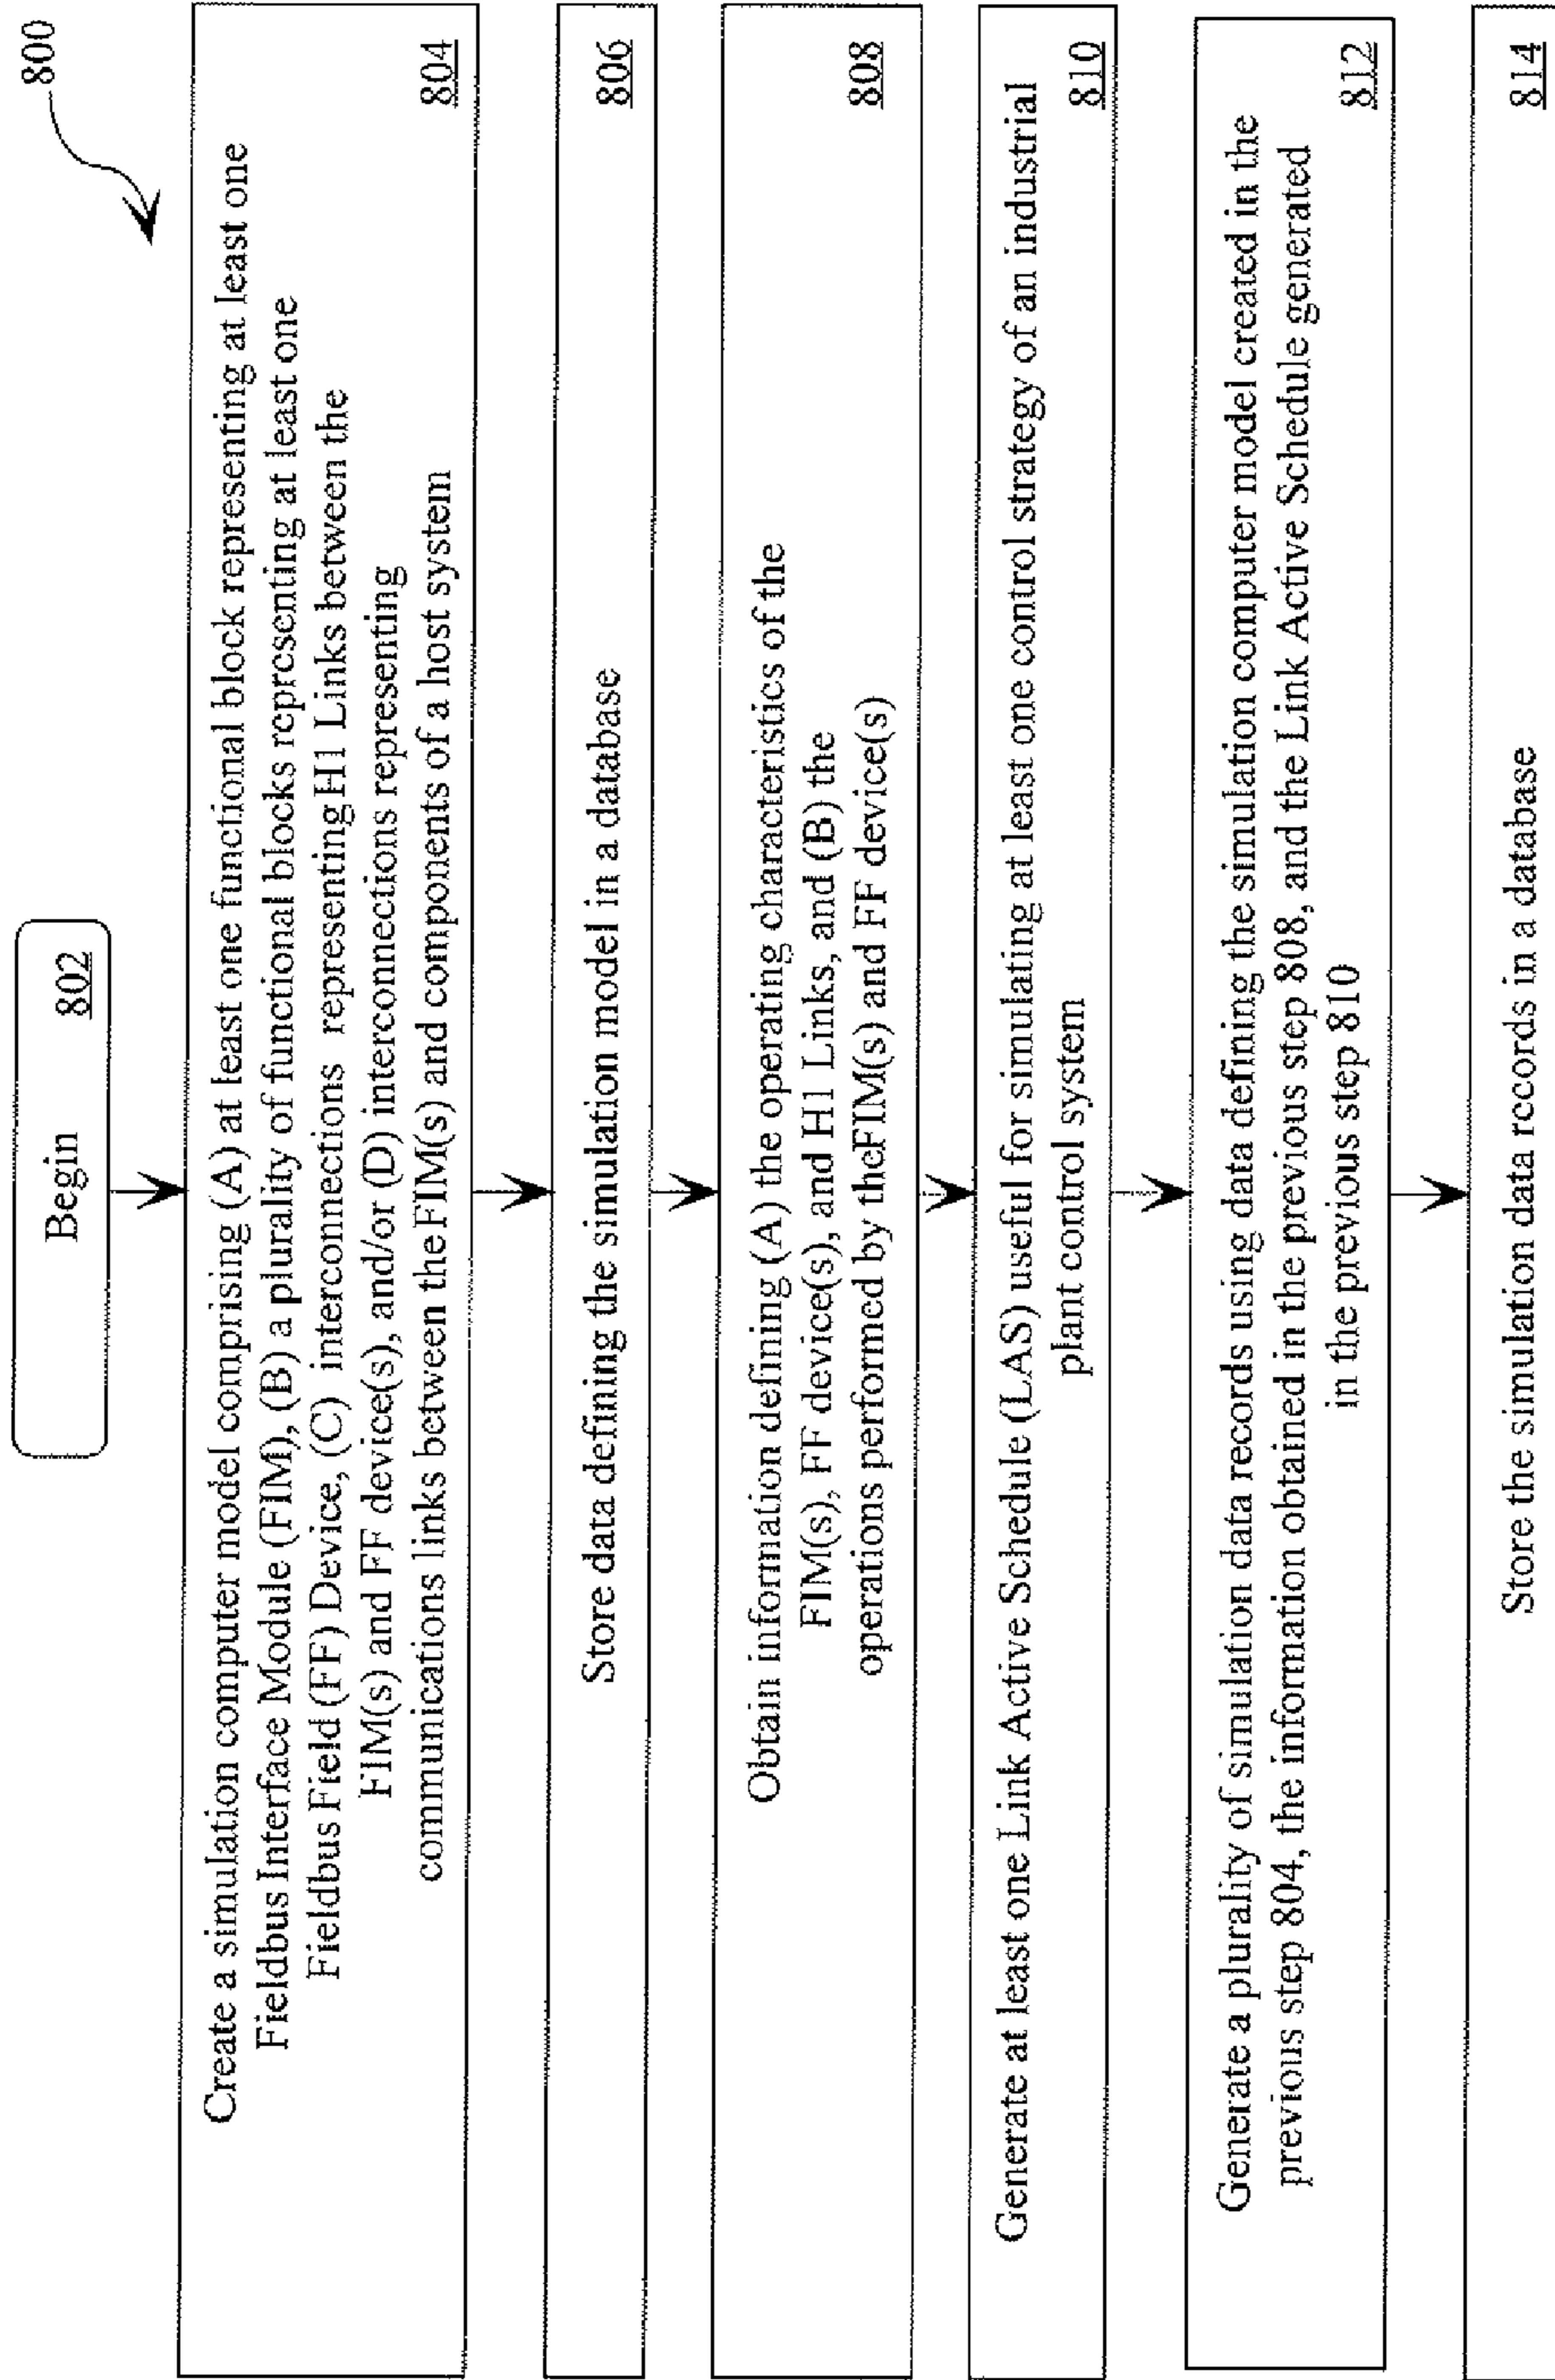 800
Begin
802
Create a simulation computer model comprising (A) at least one functional block representing at least one
Fieldbus Interface Module (FIM), (B) a plurality of functional blocks representing at least one
Fieldbus Field (FF) Device, (C) interconnections representing H1 Links between the
FIM(s) and FF device(s), and/or (D) interconnections representing
communications links between the FIM(s) and components of a host system
804
Store data defining the simulation model in a database
806
Obtain information defining (A) the operating characteristics of the
FIM(s), FF device(s), and H1 Links, and (B) the
operations performed by theFIM(s) and FF device(s)
808
Generate at least one Link Active Schedule (LAS) useful for simulating at least one control strategy of an industrial
plant control system
810
Generate a plurality of simulation data records using data defining the simulation computer model created in the
previous step 804, the information obtained in the previous step 808, and the Link Active Schedule generated
in the previous step 810
812
Store the simulation data records in a database
814